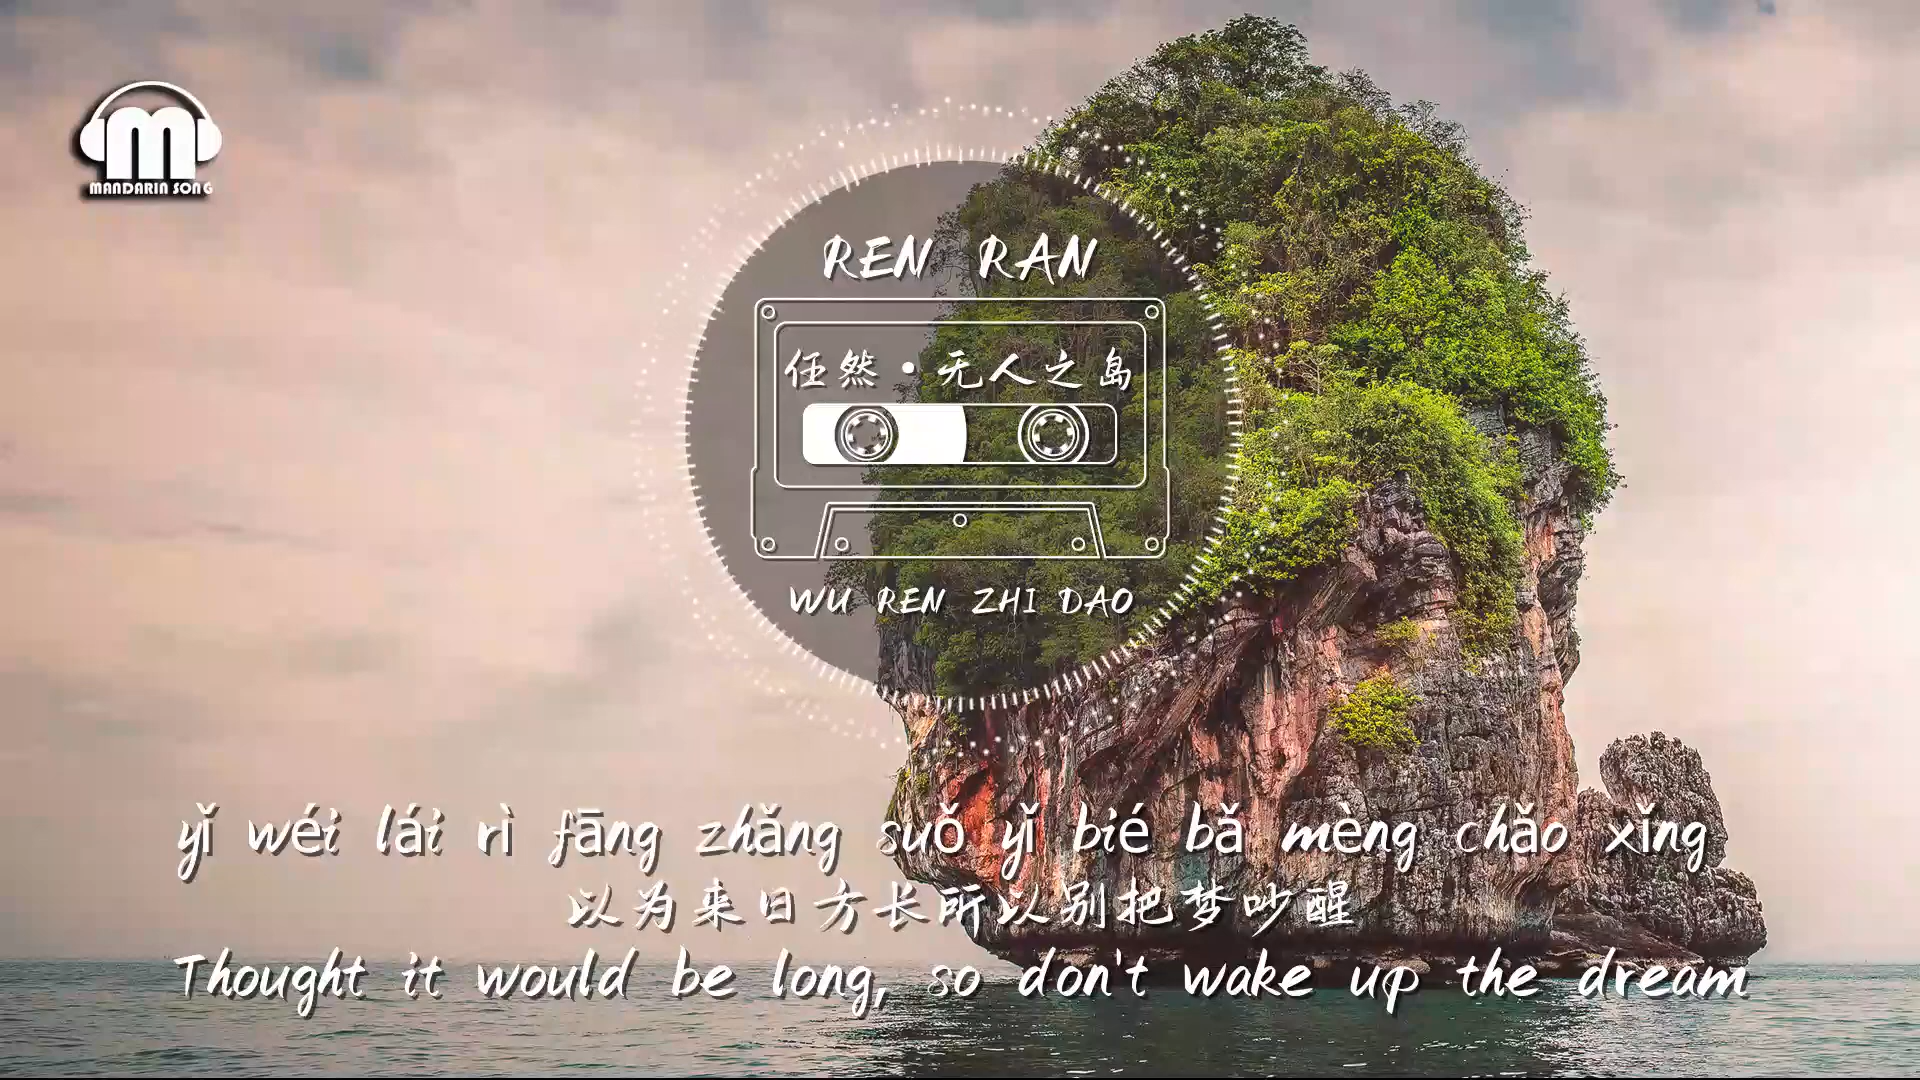 MANDARIN SONG
REN RAN
任然·无人之岛
WU REN ZHI DAO
yǐ wéi lái rì fāng zhǎng suǒ yǐ bié bǎ mèng chǎo xǐng
以为来日方长所以别把梦吵醒
Thought it would be long, so don't wake up the dream